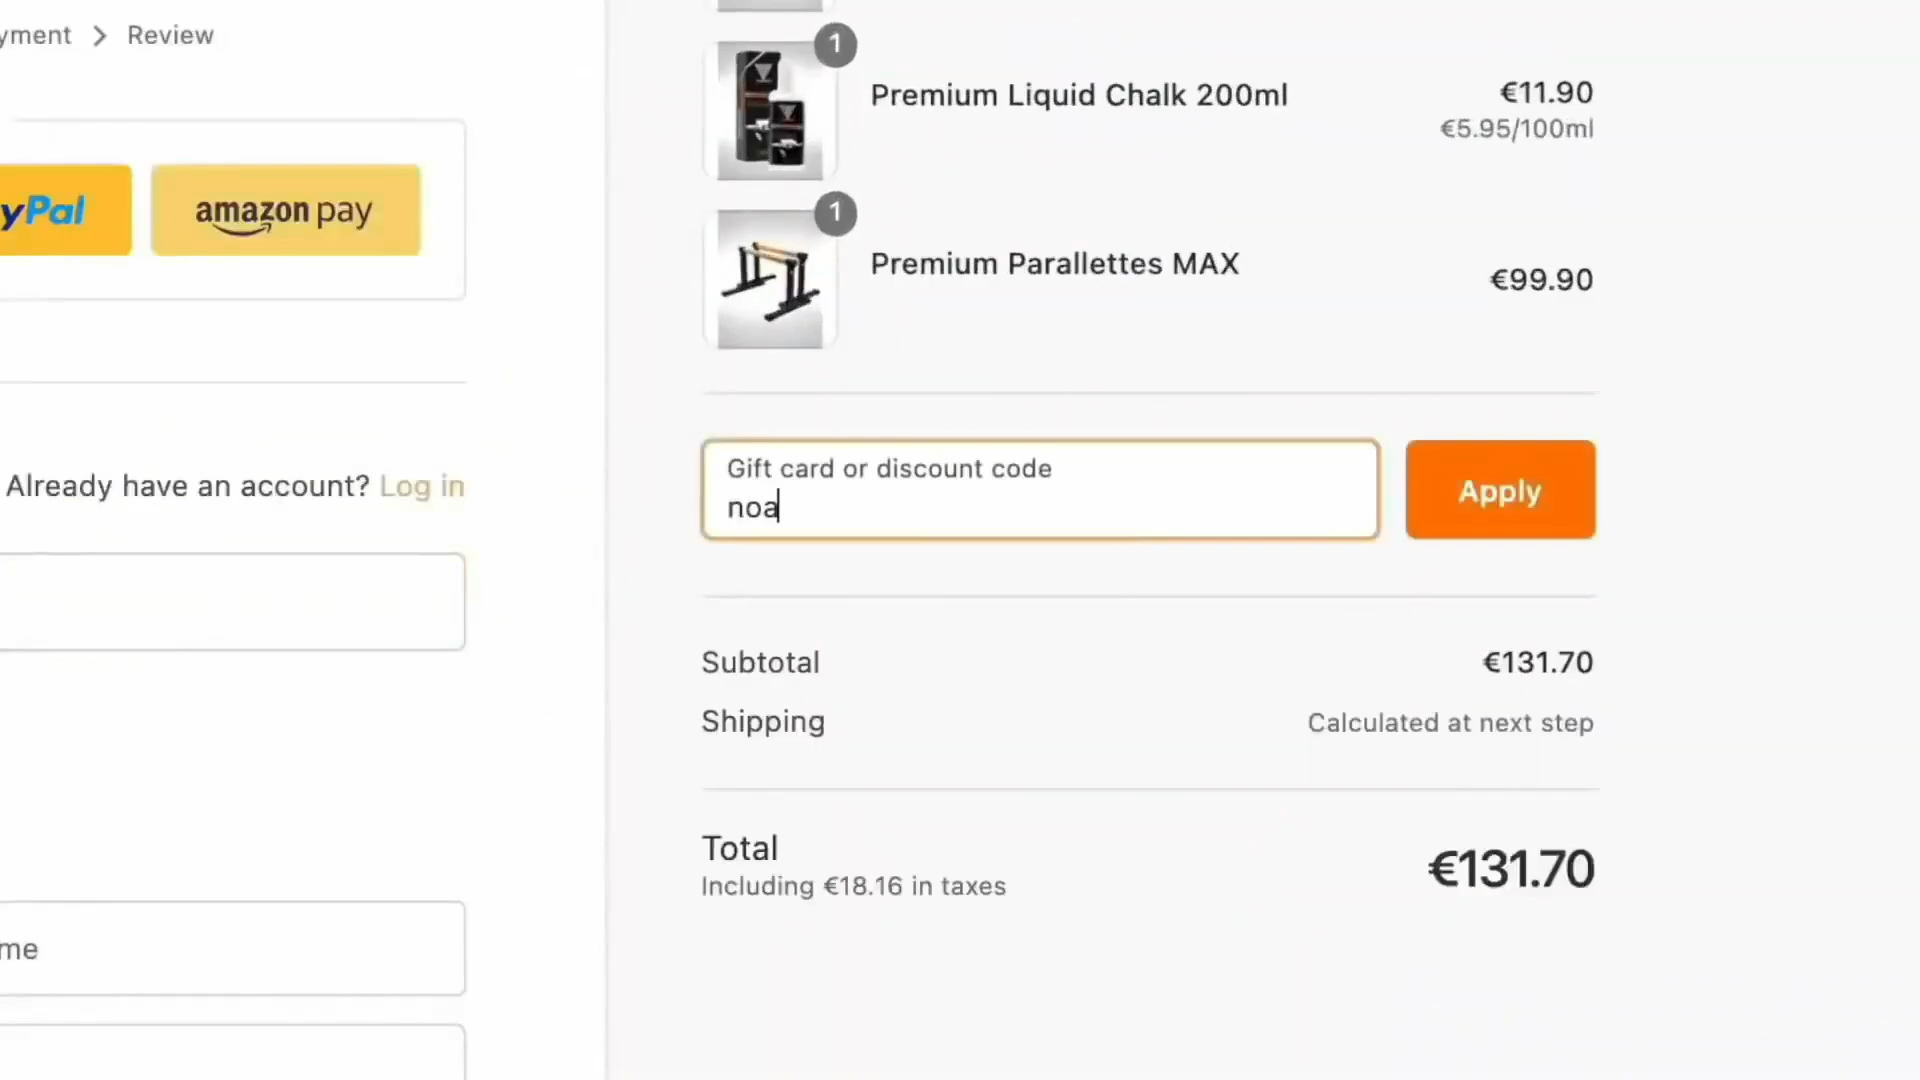 yment > Review
1
Premium Liquid Chalk 200ml
€11.90
€5.95/100ml
yPal
amazon pay
1
Premium Parallettes MAX
€99.90
Gift card or discount code
noa
Apply
Already have an account? Log in
Subtotal
€131.70
Shipping
Calculated at next step
Total
Including €18.16 in taxes
€131.70
me